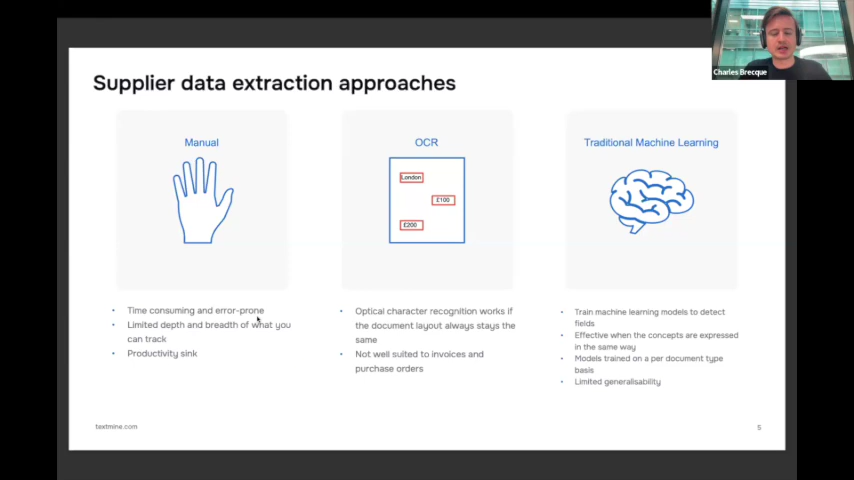 Charles Brecque
Supplier data extraction approaches
Manual
OCR
London
£100
£200
Traditional Machine Learning
• Time consuming and error-prone
• Limited depth and breadth of what you
can track
• Productivity sink
• Optical character recognition works if
the document layout always stays the
same
• Not well suited to invoices and
purchase orders
• Train machine learning models to detect
fields
• Effective when the concepts are expressed
in the same way
• Models trained on a per document type
basis
• Limited generalisability
textmine.com
5